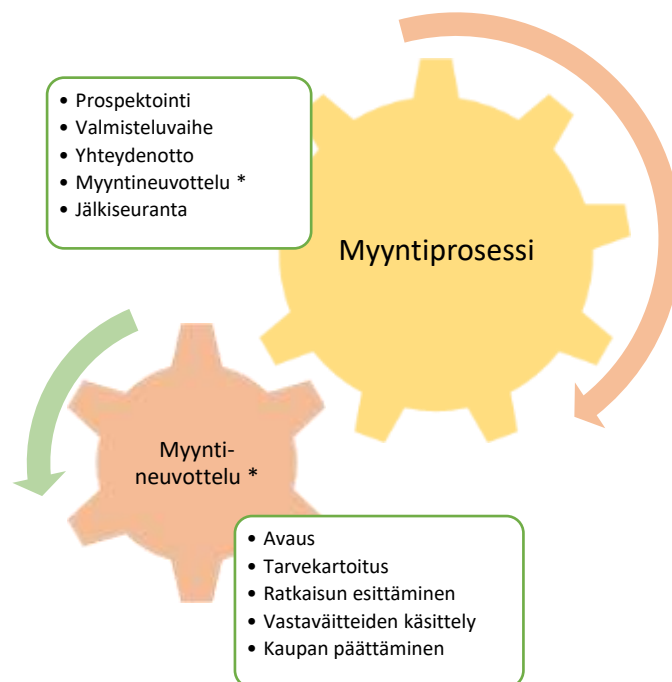 • Prospektointi
• Valmisteluvaihe
• Yhteydenotto
• Myyntineuvottelu *
• Jälkiseuranta
Myyntiprosessi
Myynti-
neuvottelu *
• Avaus
• Tarvekartoitus
• Ratkaisun esittäminen
• Vastaväitteiden käsittely
• Kaupan päättäminen